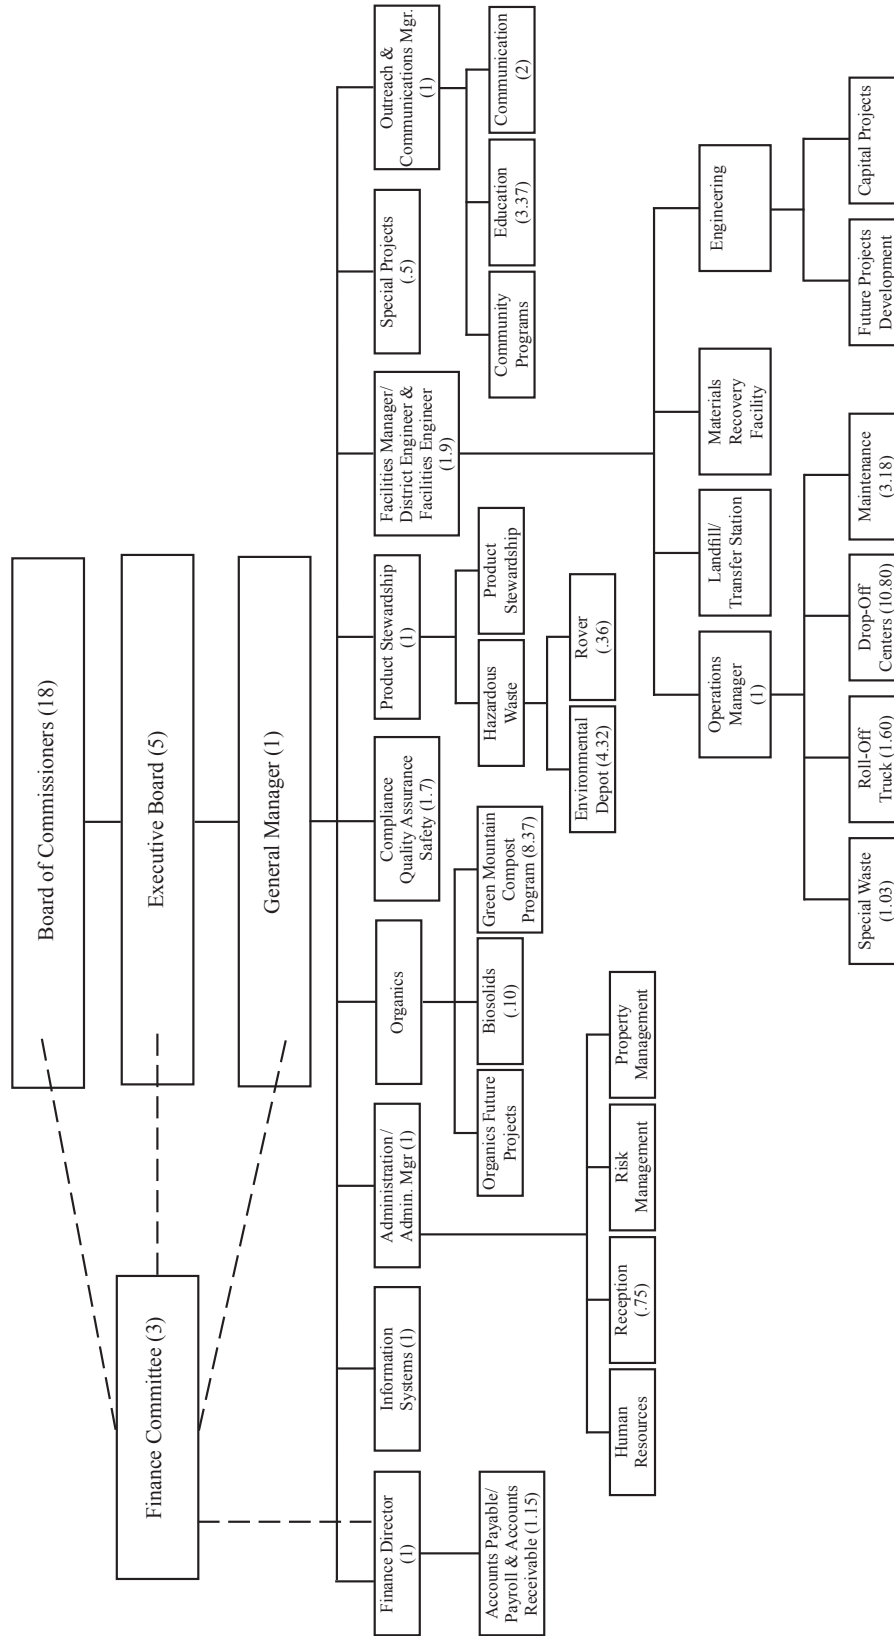 Board of Commissioners (18)
Finance Committee (3)
Executive Board (5)
General Manager (1)
Finance Director
(1)
Information
Systems (1)
Administration/
Admin. Mgr (1)
Organics
Compliance
Quality Assurance
Safety (1.7)
Product Stewardship
(1)
Facilities Manager/
District Engineer &
Facilities Engineer
(1.9)
Special Projects
(.5)
Outreach &
Communications Mgr.
(1)
Accounts Payable/
Payroll & Accounts
Receivable (1.15)
Organics Future
Projects
Biosolids
(.10)
Green Mountain
Compost
Program (8.37)
Hazardous
Waste
Product
Stewardship
Community
Programs
Education
(3.37)
Communication
(2)
Environmental
Depot (4.32)
Rover
(.36)
Human
Resources
Reception
(.75)
Risk
Management
Property
Management
Operations
Manager
(1)
Landfill/
Transfer Station
Materials
Recovery
Facility
Engineering
Special Waste
(1.03)
Roll-Off
Truck (1.60)
Drop-Off
Centers (10.80)
Maintenance
(3.18)
Future Projects
Development
Capital Projects